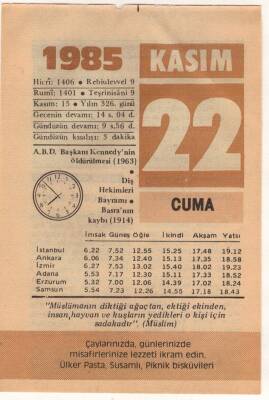 1985
KASIM
22
CUMA
Hicrî: 1406 • Rebiulevvel 9
Rumî: 1401 • Teşrinisâni 9
Kasım: 15 • Yılın 326. günü
Gecenin devamı: 14 s. 04 d.
Gündüzün devamı: 9 s. 56 d.
Gündüzün kısalışı: 2 dakika
A.B.D. Başkanı Kennedy'nin
öldürülmesi (1963)
•
Diş
Hekimleri
Bayramı •
Basra'nın
kaybı (1914)
İmsak Güneş Öğle İkindi Akşam Yatsı
İstanbul 6.22 7.52 12.55 15.25 17.48 19.12
Ankara 6.06 7.34 12.40 15.13 17.35 18.58
İzmir 6.27 7.53 13.02 15.40 18.02 19.23
Adana 5.53 7.17 12.30 15.11 17.33 18.52
Erzurum 5.32 7.00 12.06 14.39 17.02 18.24
Samsun 5.54 7.23 12.26 14.55 17.18 18.43
"Müslümanın diktiği ağaçtan, ektiği ekinden,
insan, hayvan ve kuşların yedikleri o kişi için
sadakadır". (Müslim)
Çaylarınızda, günlerinizde
misafirlerinize lezzeti ikram edin.
Ülker Pasta, Susamlı, Piknik bisküvileri